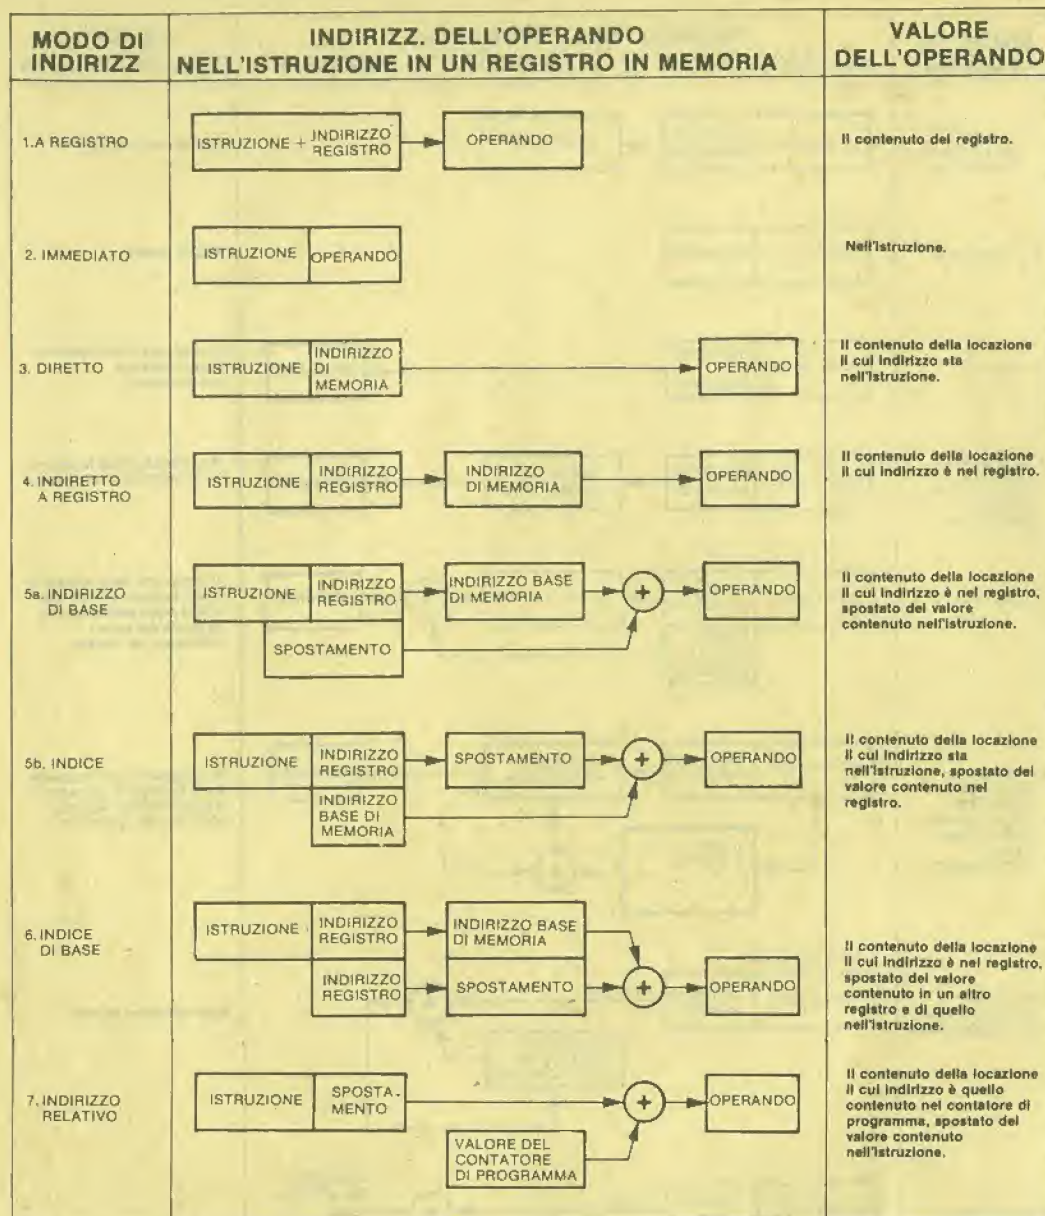 MODO DI
INDIRIZZ
INDIRIZZ. DELL'OPERANDO
NELL'ISTRUZIONE IN UN REGISTRO IN MEMORIA
VALORE
DELL'OPERANDO
1.A REGISTRO
ISTRUZIONE +
INDIRIZZO
REGISTRO
OPERANDO
Il contenuto del registro.
2. IMMEDIATO
ISTRUZIONE
OPERANDO
Nell'istruzione.
3. DIRETTO
ISTRUZIONE
INDIRIZZO
DI
MEMORIA
OPERANDO
Il contenuto della locazione
il cui indirizzo sta
nell'istruzione.
4. INDIRETTO
A REGISTRO
ISTRUZIONE
INDIRIZZO
REGISTRO
INDIRIZZO
DI MEMORIA
OPERANDO
Il contenuto della locazione
il cui indirizzo è nel registro.
5a. INDIRIZZO
DI BASE
ISTRUZIONE
INDIRIZZO
REGISTRO
INDIRIZZO BASE
DI MEMORIA
+
OPERANDO
SPOSTAMENTO
Il contenuto della locazione
il cui indirizzo è nel registro,
spostato del valore
contenuto nell'istruzione.
5b. INDICE
ISTRUZIONE
INDIRIZZO
REGISTRO
SPOSTAMENTO
+
OPERANDO
INDIRIZZO
BASE DI
MEMORIA
Il contenuto della locazione
il cui indirizzo sta
nell'istruzione, spostato del
valore contenuto nel
registro.
6. INDICE
DI BASE
ISTRUZIONE
INDIRIZZO
REGISTRO
INDIRIZZO BASE
DI MEMORIA
INDIRIZZO
REGISTRO
SPOSTAMENTO
+
OPERANDO
Il contenuto della locazione
il cui indirizzo è nel registro,
spostato del valore
contenuto in un altro
registro e di quello
nell'istruzione.
7. INDIRIZZO
RELATIVO
ISTRUZIONE
SPOSTA-
MENTO
+
OPERANDO
VALORE DEL
CONTATORE
DI PROGRAMMA
Il contenuto della locazione
il cui indirizzo è quello
contenuto nel contatore di
programma, spostato del
valore contenuto
nell'istruzione.